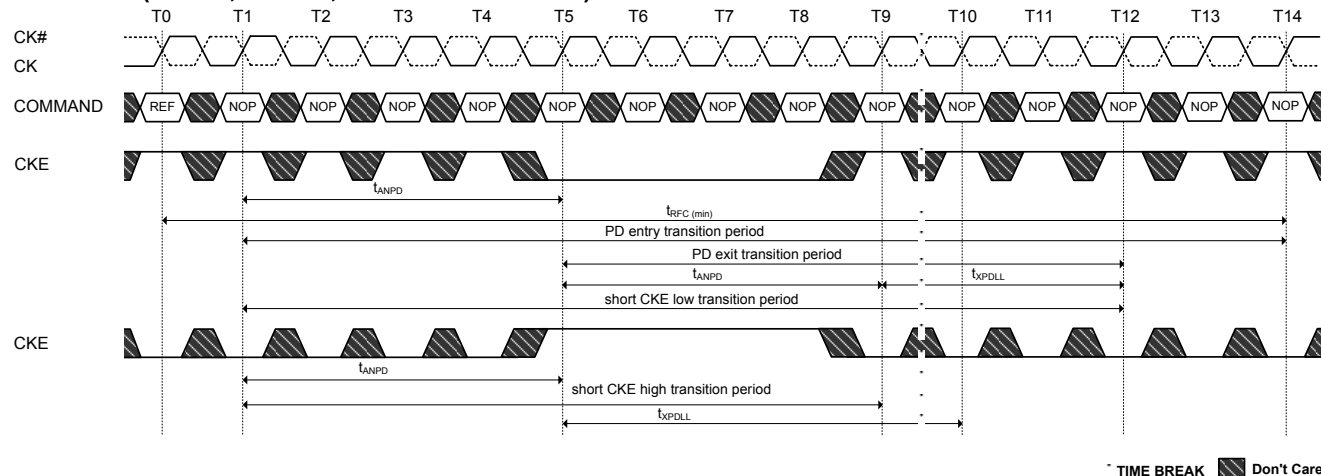 T0 T1 T2 T3 T4 T5 T6 T7 T8 T9 T10 T11 T12 T13 T14
CK#
CK
COMMAND REF NOP NOP NOP NOP NOP NOP NOP NOP NOP NOP NOP NOP NOP NOP
CKE
tANPD
tRFC (min)
PD entry transition period
PD exit transition period
tANPD tXPDLL
short CKE low transition period
CKE
tANPD
short CKE high transition period
tXPDLL
TIME BREAK Don't Care